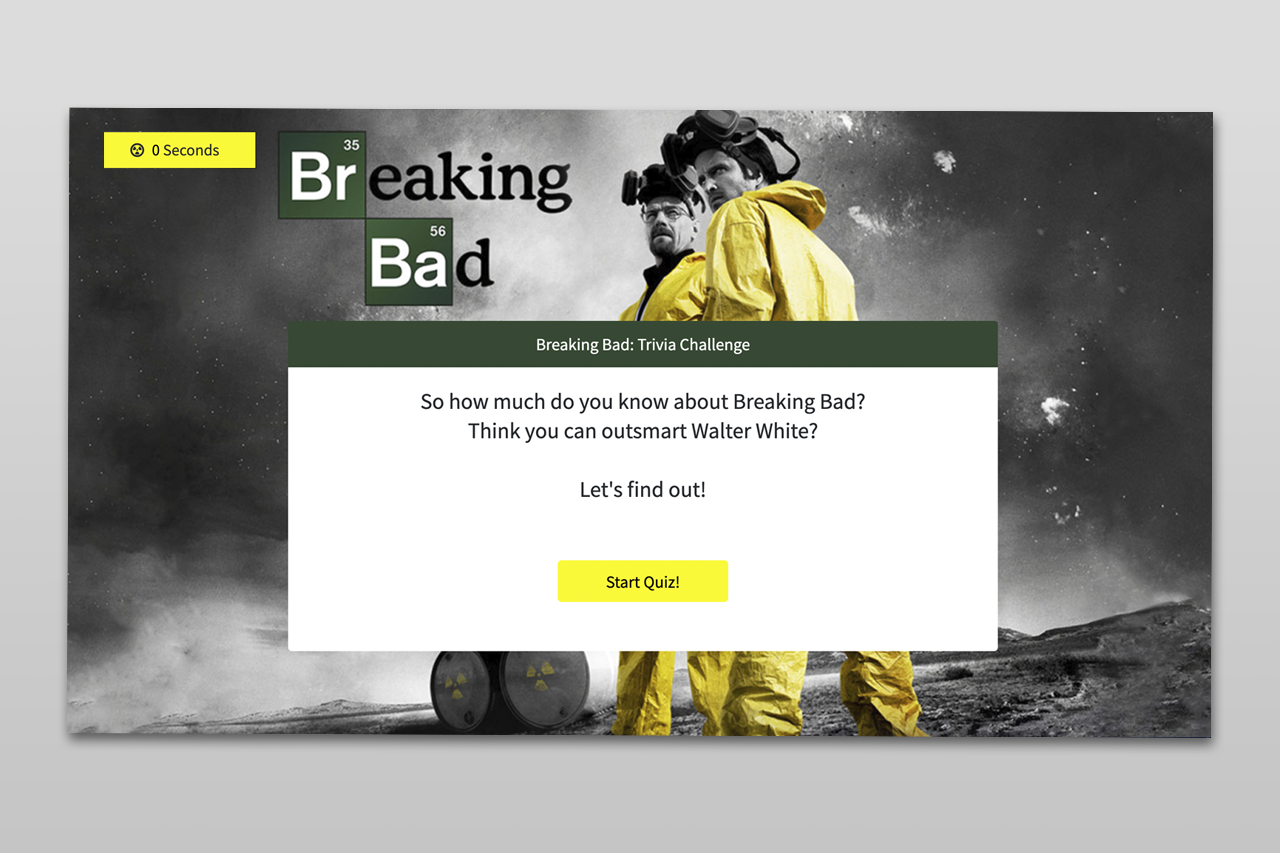 0 Seconds
35
Breaking
56
Bad
Breaking Bad: Trivia Challenge
So how much do you know about Breaking Bad?
Think you can outsmart Walter White?
Let's find out!
Start Quiz!